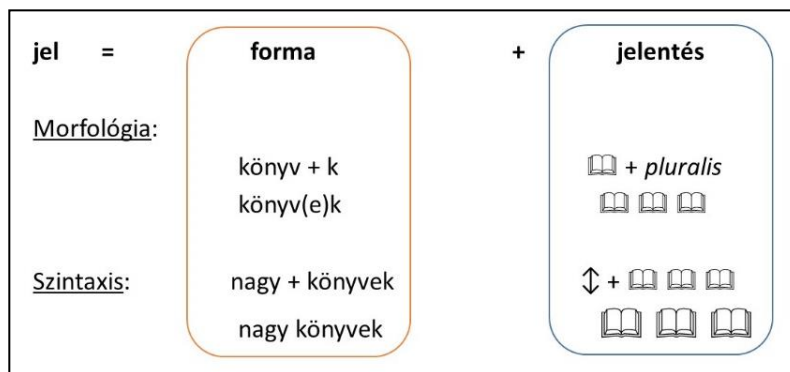 jel = forma + jelentés
Morfológia:
könyv + k + pluralis
könyv(e)k
Szintaxis: nagy + könyvek +
nagy könyvek